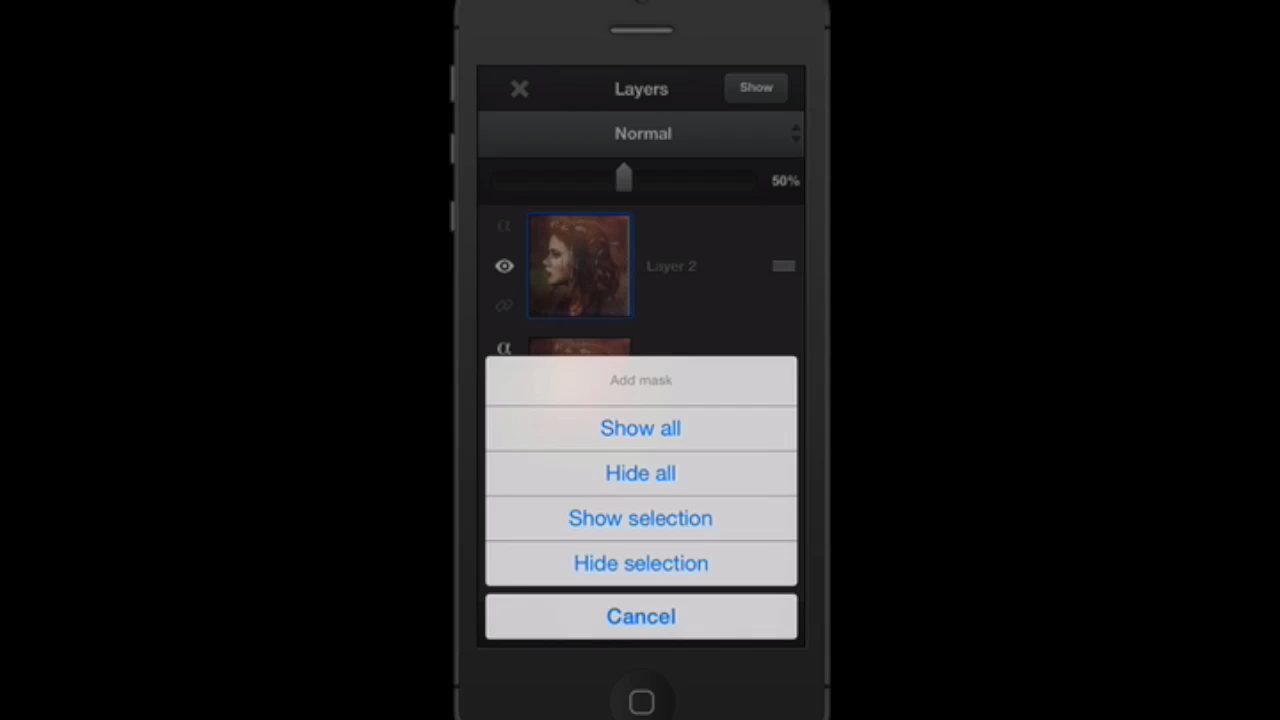 Layers
Show
Normal
50%
α
Layer 2
α
Add mask
Show all
Hide all
Show selection
Hide selection
Cancel